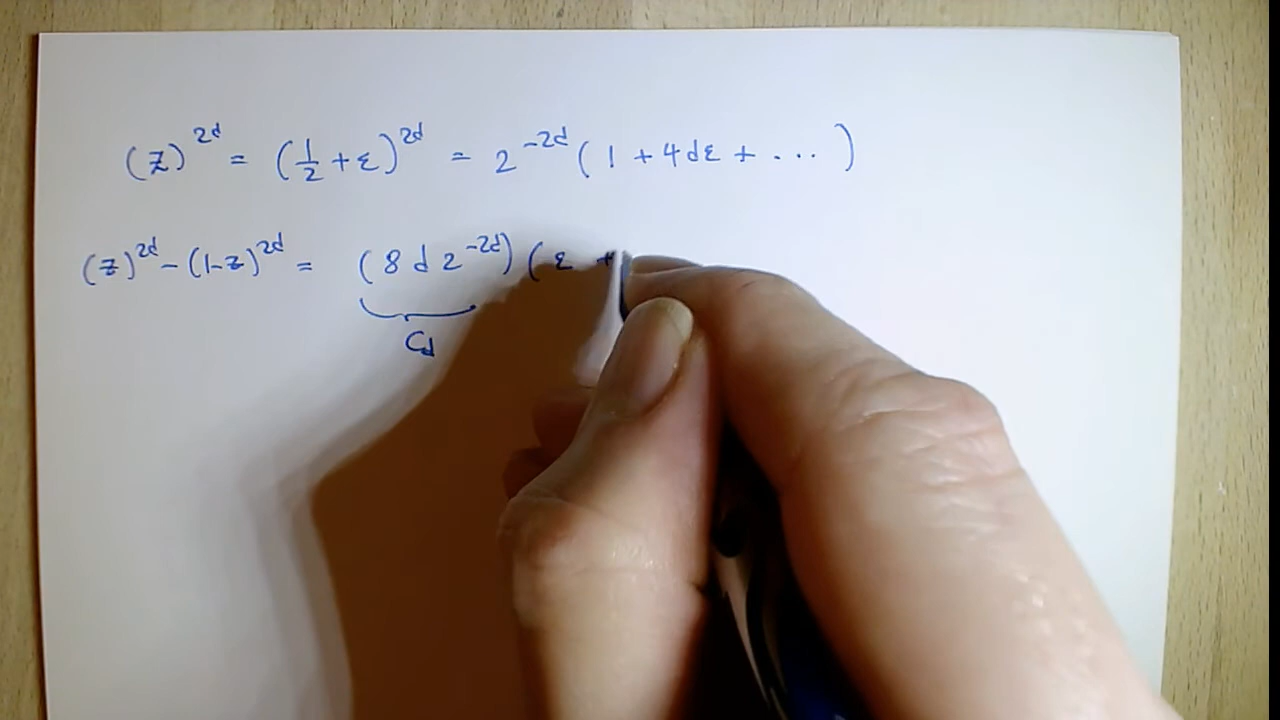 (z)^{2d} = (1/2 + ε)^{2d} = 2^{-2d} (1 + 4dε + ...)
(z)^{2d} - (1-z)^{2d} = (8 d 2^{-2d}) (ε +
C_d